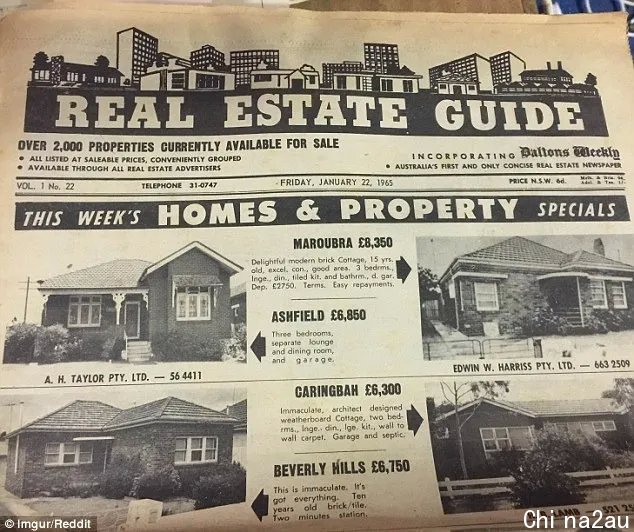 REAL ESTATE GUIDE
OVER 2,000 PROPERTIES CURRENTLY AVAILABLE FOR SALE
• ALL LISTED AT SALEABLE PRICES, CONVENIENTLY GROUPED
• AVAILABLE THROUGH ALL REAL ESTATE ADVERTISERS
INCORPORATING Daltons Weekly
• AUSTRALIA'S FIRST AND ONLY CONCISE REAL ESTATE NEWSPAPER
VOL. 1 No. 22
TELEPHONE 31-0747
- FRIDAY, JANUARY 22, 1965
PRICE N.S.W. 6d.
THIS WEEK'S HOMES & PROPERTY SPECIALS
MAROUBRA £8,350
Delightful modern brick Cottage, 15 yrs.
old, excel. con., good area. 3 bedrms.,
lnge., din., tiled kit. and bathrm., d. gar.
Dep. £2750. Terms. Easy repayments.
ASHFIELD £6,850
Three bedrooms,
separate lounge
and dining room,
and garage.
A. H. TAYLOR PTY. LTD. — 56 4411
EDWIN W. HARRISS PTY. LTD. — 663 2509
CARINGBAH £6,300
Immaculate, architect designed
weatherboard Cottage, two bed-
rms., lnge. din., lge. kit., wall to
wall carpet. Garage and septic.
BEVERLY HILLS £6,750
This is immaculate. It's
got everything. Ten
years old brick/tile.
Two minutes station.
LAMB
521
© Imgur/Reddit
Chi na2au